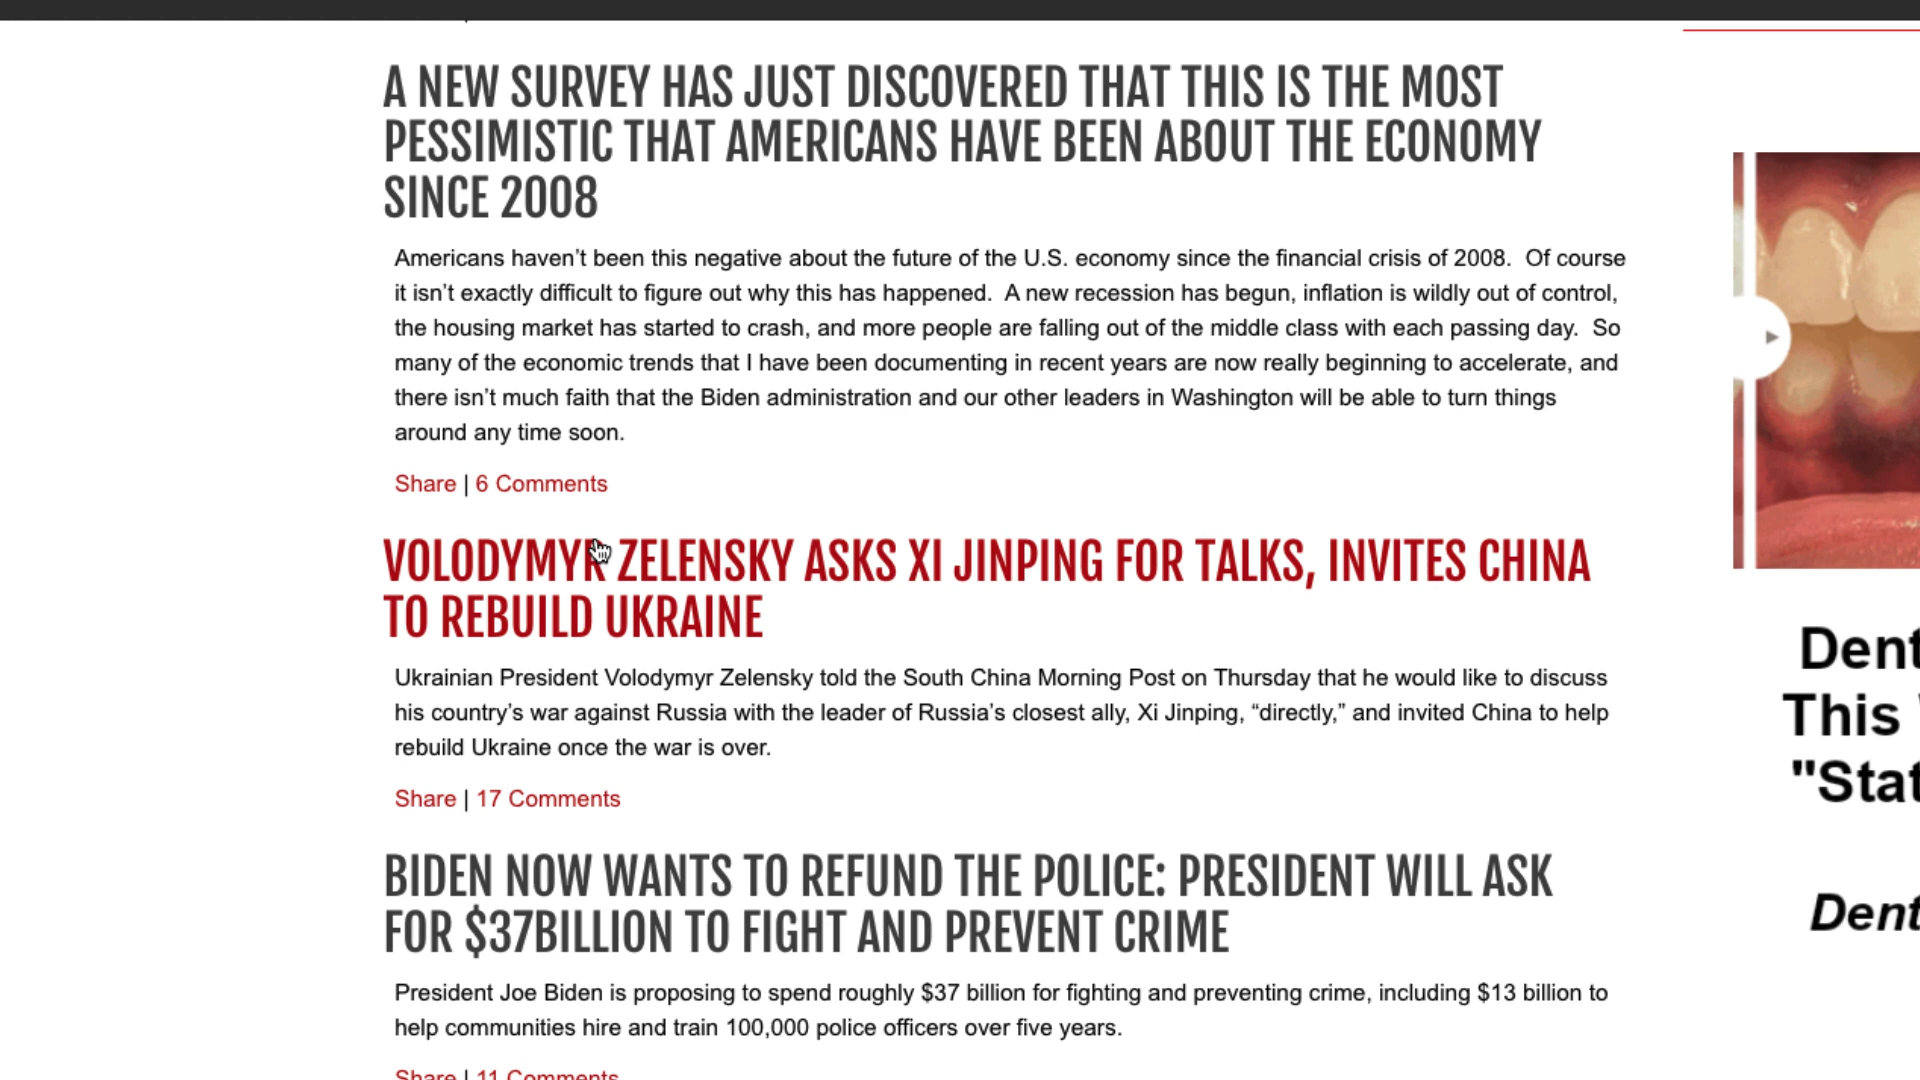 A NEW SURVEY HAS JUST DISCOVERED THAT THIS IS THE MOST
PESSIMISTIC THAT AMERICANS HAVE BEEN ABOUT THE ECONOMY
SINCE 2008
Americans haven’t been this negative about the future of the U.S. economy since the financial crisis of 2008.  Of course
it isn’t exactly difficult to figure out why this has happened.  A new recession has begun, inflation is wildly out of control,
the housing market has started to crash, and more people are falling out of the middle class with each passing day.  So
many of the economic trends that I have been documenting in recent years are now really beginning to accelerate, and
there isn’t much faith that the Biden administration and our other leaders in Washington will be able to turn things
around any time soon.
Share | 6 Comments
VOLODYMYR ZELENSKY ASKS XI JINPING FOR TALKS, INVITES CHINA
TO REBUILD UKRAINE
Ukrainian President Volodymyr Zelensky told the South China Morning Post on Thursday that he would like to discuss
his country’s war against Russia with the leader of Russia’s closest ally, Xi Jinping, “directly,” and invited China to help
rebuild Ukraine once the war is over.
Share | 17 Comments
BIDEN NOW WANTS TO REFUND THE POLICE: PRESIDENT WILL ASK
FOR $37BILLION TO FIGHT AND PREVENT CRIME
President Joe Biden is proposing to spend roughly $37 billion for fighting and preventing crime, including $13 billion to
help communities hire and train 100,000 police officers over five years.
Share | 11 Comments
Dent
This
"Stat
Dent